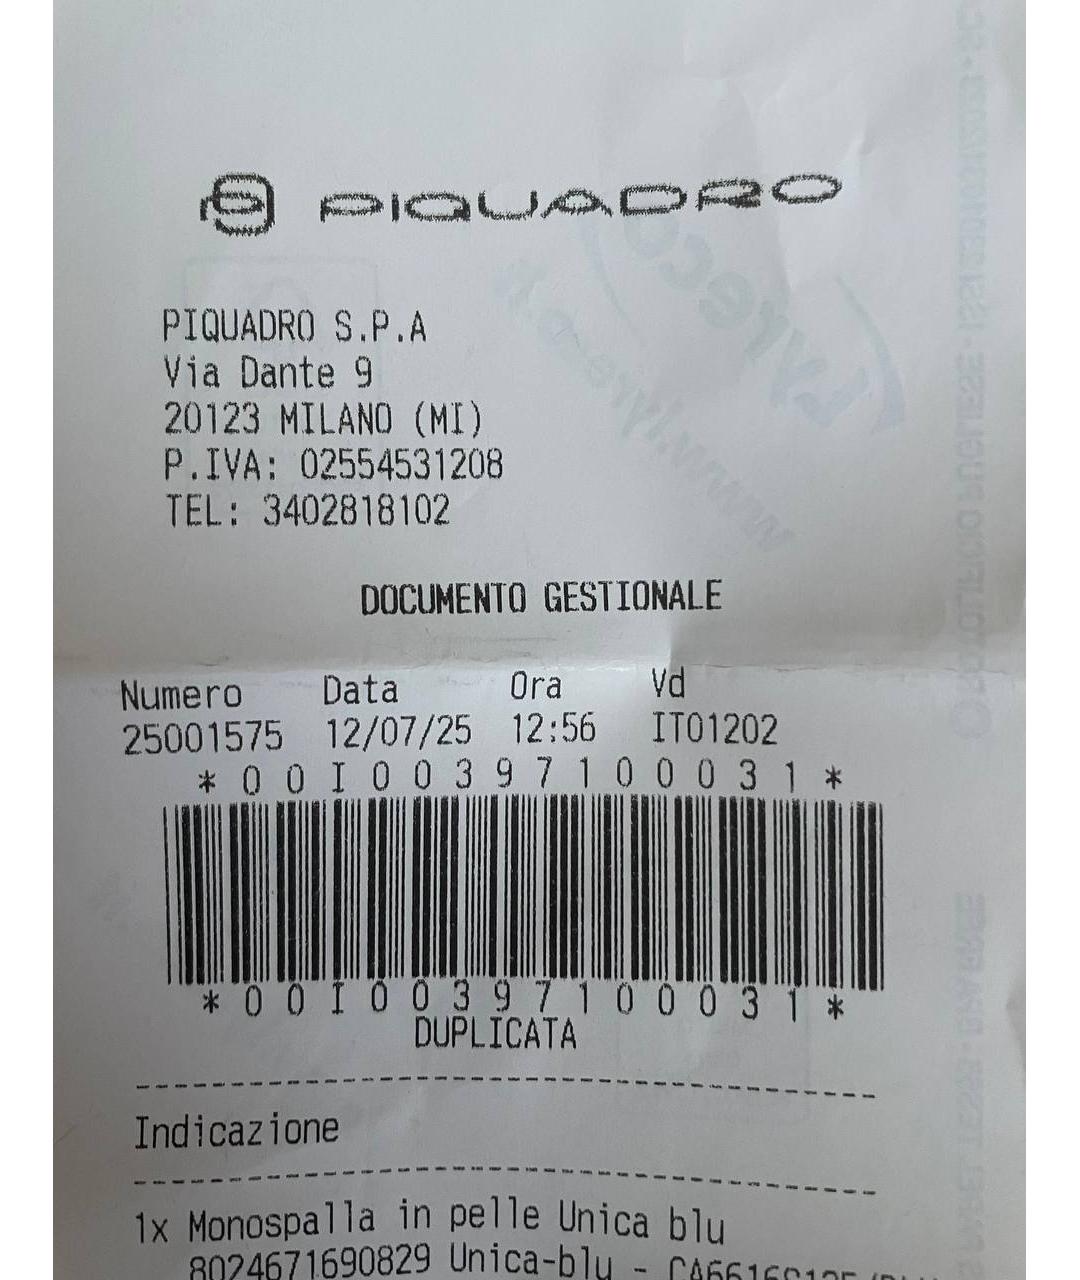 PIQUADRO
PIQUADRO S.P.A
Via Dante 9
20123 MILANO (MI)
P.IVA: 02554531208
TEL: 3402818102
DOCUMENTO GESTIONALE
Numero Data Ora Vd
25001575 12/07/25 12:56 IT01202
*00I00397100031*
*00I00397100031*
DUPLICATA
Indicazione
1x Monospalla in pelle Unica blu
8024671690829 Unica-blu -